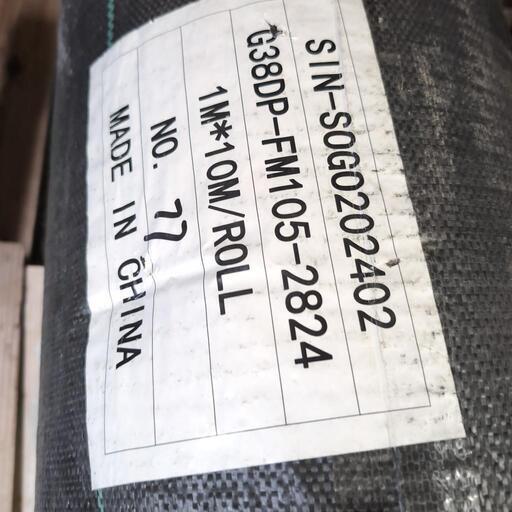 SIN-SOG0202402
G38DP-FM105-2824
1M*10M/ROLL
NO. 77
MADE IN CHINA